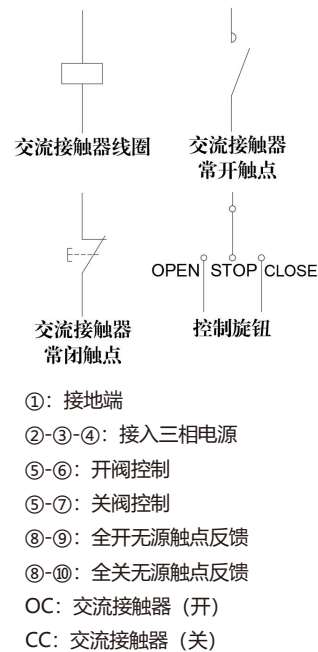 交流接触器线圈
交流接触器
常开触点
交流接触器
常闭触点
OPEN STOP CLOSE
控制旋钮
①：接地端
②-③-④：接入三相电源
⑤-⑥：开阀控制
⑤-⑦：关阀控制
⑧-⑨：全开无源触点反馈
⑧-⑩：全关无源触点反馈
OC：交流接触器（开）
CC：交流接触器（关）